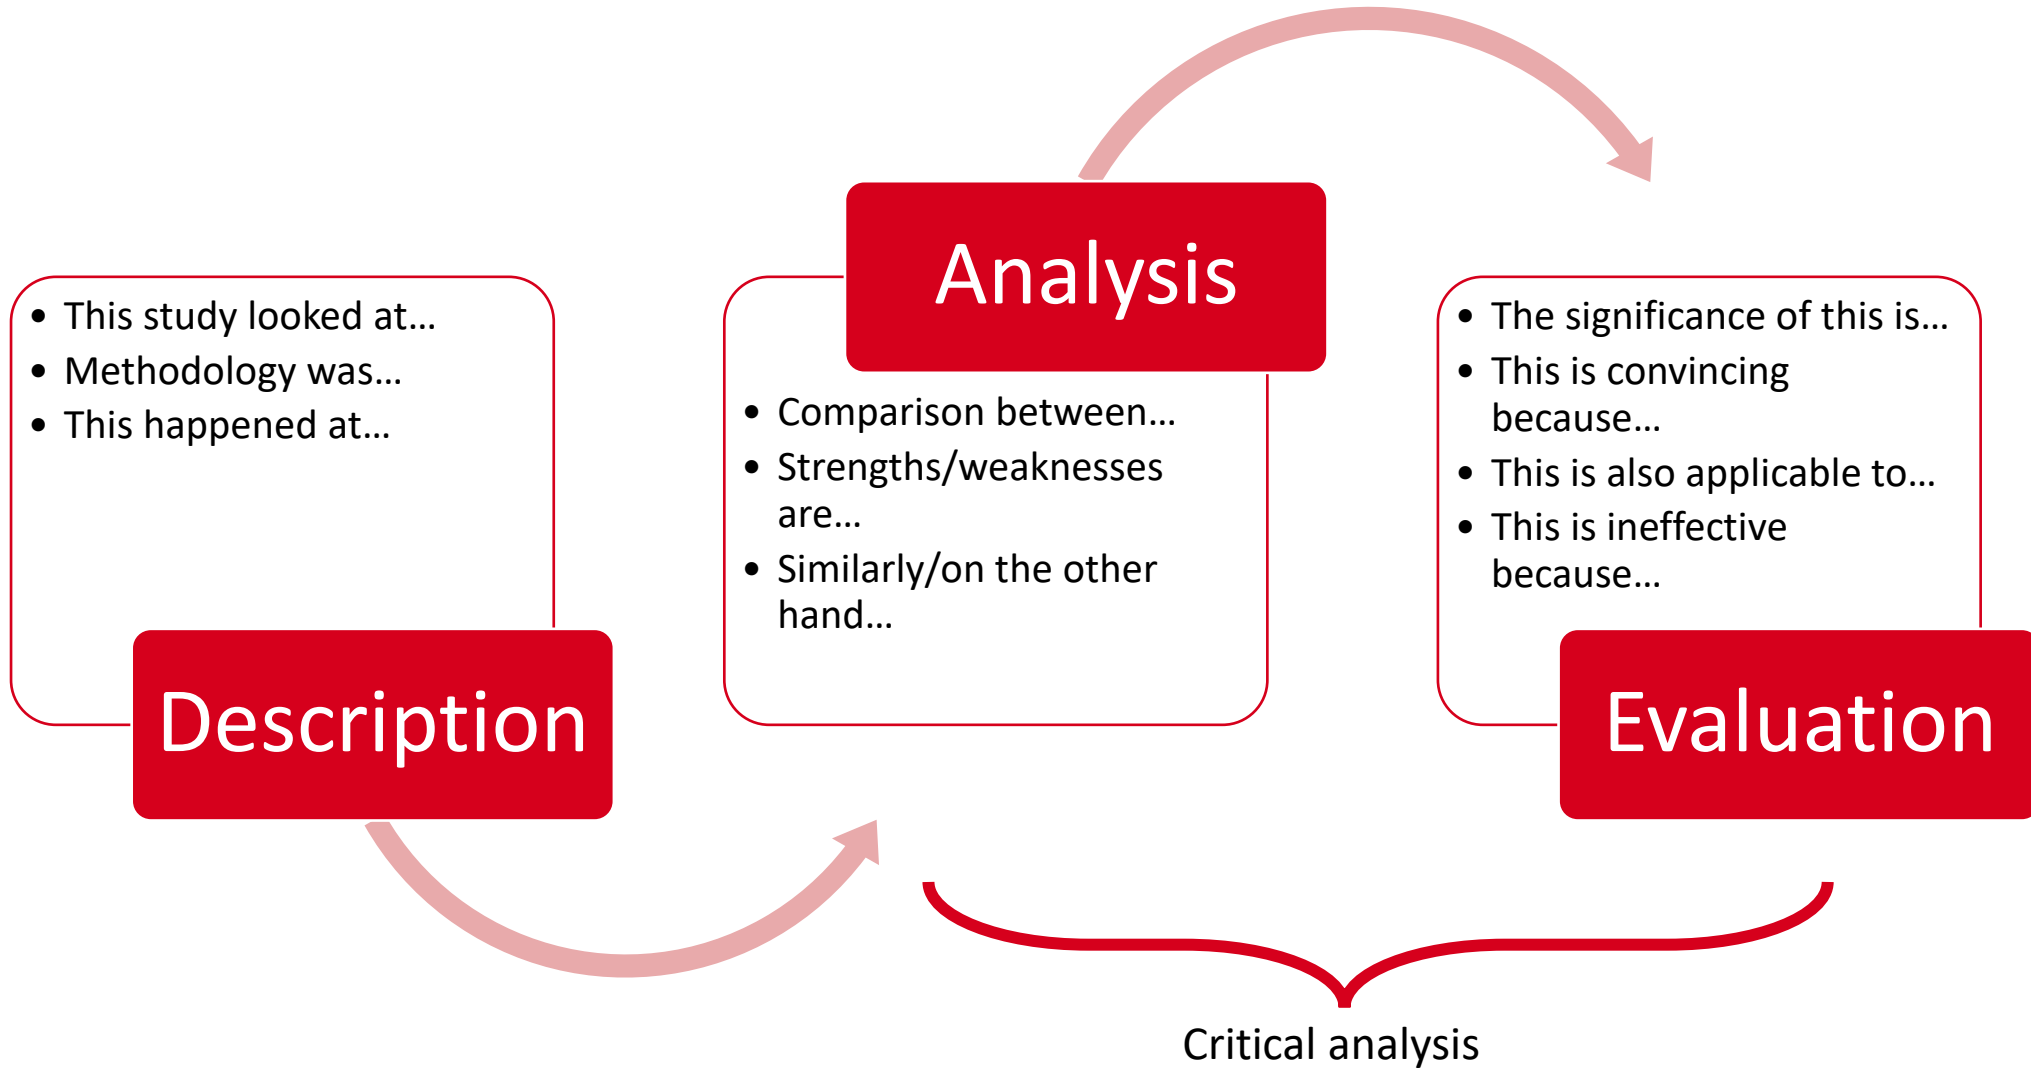 • This study looked at…
• Methodology was…
• This happened at…
Description
Analysis
• Comparison between…
• Strengths/weaknesses
are…
• Similarly/on the other
hand…
• The significance of this is…
• This is convincing
because…
• This is also applicable to…
• This is ineffective
because…
Evaluation
Critical analysis